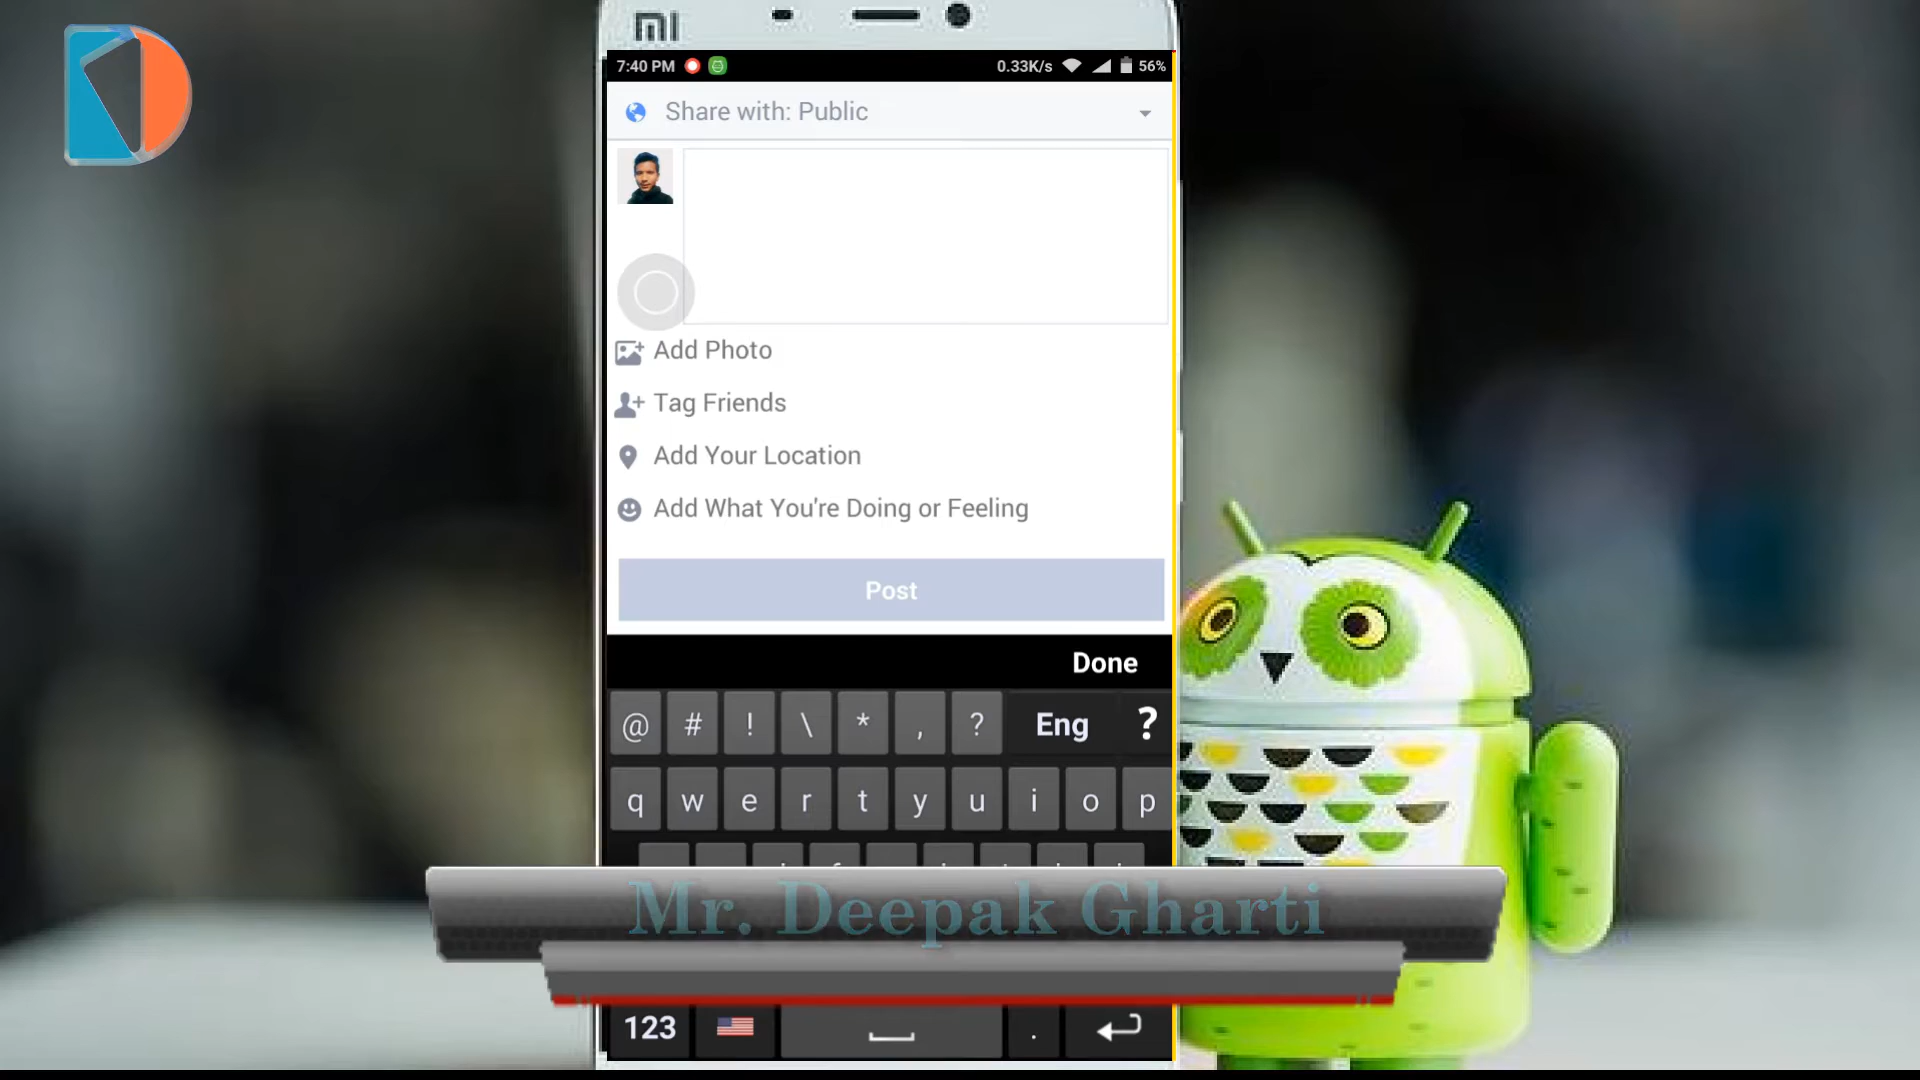 mi
7:40 PM 0.33K/s 56%
Share with: Public
Add Photo
Tag Friends
Add Your Location
Add What You're Doing or Feeling
Post
Done
@ # ! \ * , ? Eng ?
q w e r t y u i o p
Mr. Deepak Gharti
123 .